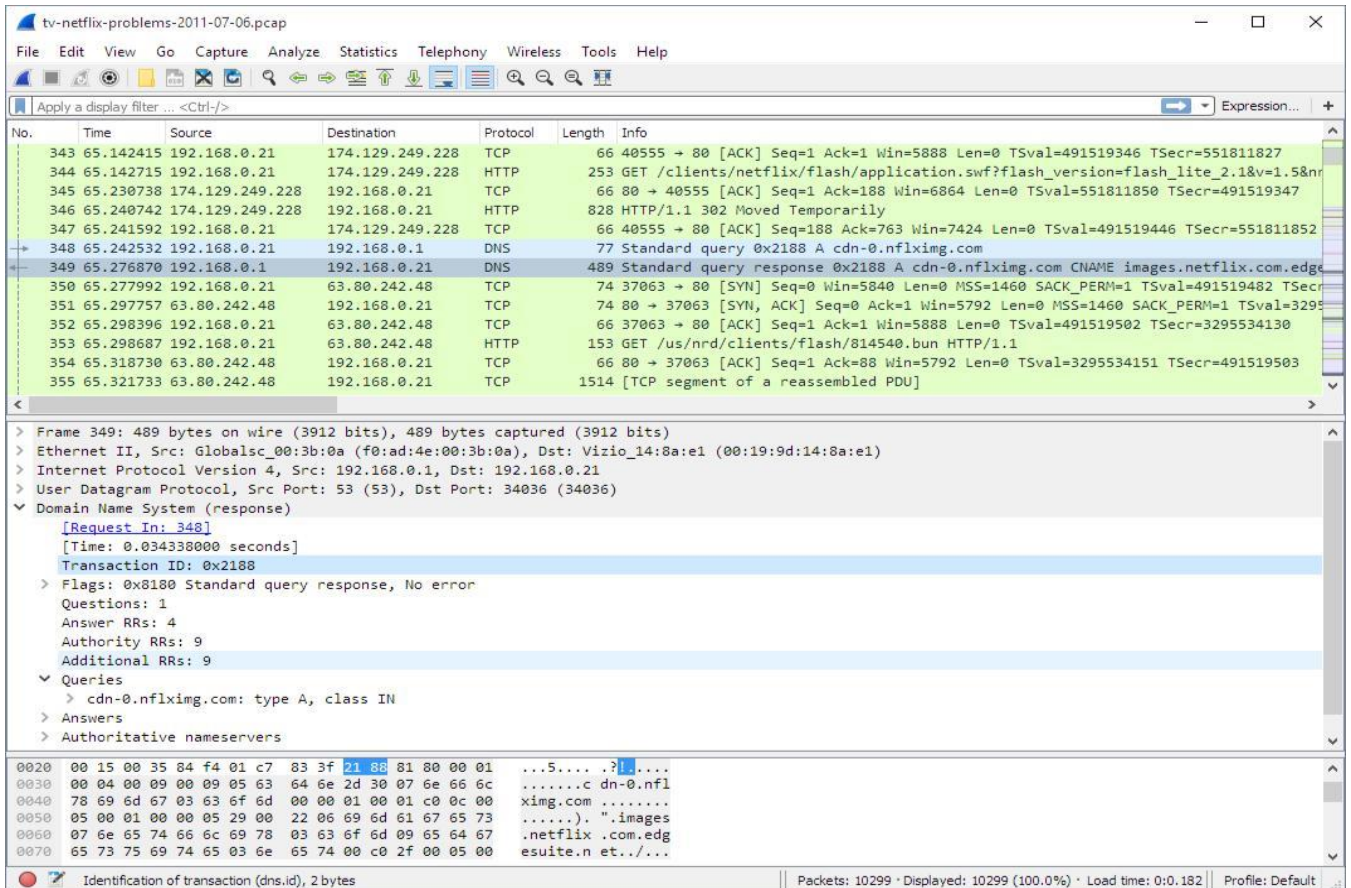 tv-netflix-problems-2011-07-06.pcap
File Edit View Go Capture Analyze Statistics Telephony Wireless Tools Help
Apply a display filter ... <Ctrl-/> Expression... +
No. Time Source Destination Protocol Length Info
343 65.142415 192.168.0.21 174.129.249.228 TCP 66 40555 → 80 [ACK] Seq=1 Ack=1 Win=5888 Len=0 TSval=491519346 TSecr=551811827
344 65.142715 192.168.0.21 174.129.249.228 HTTP 253 GET /clients/netflix/flash/application.swf?flash_version=flash_lite_2.1&v=1.5&nr
345 65.230738 174.129.249.228 192.168.0.21 TCP 66 80 → 40555 [ACK] Seq=1 Ack=188 Win=6864 Len=0 TSval=551811850 TSecr=491519347
346 65.240742 174.129.249.228 192.168.0.21 HTTP 828 HTTP/1.1 302 Moved Temporarily
347 65.241592 192.168.0.21 174.129.249.228 TCP 66 40555 → 80 [ACK] Seq=188 Ack=763 Win=7424 Len=0 TSval=491519446 TSecr=551811852
348 65.242532 192.168.0.21 192.168.0.1 DNS 77 Standard query 0x2188 A cdn-0.nflximg.com
349 65.276870 192.168.0.1 192.168.0.21 DNS 489 Standard query response 0x2188 A cdn-0.nflximg.com CNAME images.netflix.com.edge
350 65.277992 192.168.0.21 63.80.242.48 TCP 74 37063 → 80 [SYN] Seq=0 Win=5840 Len=0 MSS=1460 SACK_PERM=1 TSval=491519482 TSecr
351 65.297757 63.80.242.48 192.168.0.21 TCP 74 80 → 37063 [SYN, ACK] Seq=0 Ack=1 Win=5792 Len=0 MSS=1460 SACK_PERM=1 TSval=3295
352 65.298396 192.168.0.21 63.80.242.48 TCP 66 37063 → 80 [ACK] Seq=1 Ack=1 Win=5888 Len=0 TSval=491519502 TSecr=3295534130
353 65.298687 192.168.0.21 63.80.242.48 HTTP 153 GET /us/nrd/clients/flash/814540.bun HTTP/1.1
354 65.318730 63.80.242.48 192.168.0.21 TCP 66 80 → 37063 [ACK] Seq=1 Ack=88 Win=5792 Len=0 TSval=3295534151 TSecr=491519503
355 65.321733 63.80.242.48 192.168.0.21 TCP 1514 [TCP segment of a reassembled PDU]
> Frame 349: 489 bytes on wire (3912 bits), 489 bytes captured (3912 bits)
> Ethernet II, Src: Globalsc_00:3b:0a (f0:ad:4e:00:3b:0a), Dst: Vizio_14:8a:e1 (00:19:9d:14:8a:e1)
> Internet Protocol Version 4, Src: 192.168.0.1, Dst: 192.168.0.21
> User Datagram Protocol, Src Port: 53 (53), Dst Port: 34036 (34036)
Domain Name System (response)
[Request In: 348]
[Time: 0.034338000 seconds]
Transaction ID: 0x2188
> Flags: 0x8180 Standard query response, No error
Questions: 1
Answer RRs: 4
Authority RRs: 9
Additional RRs: 9
Queries
> cdn-0.nflximg.com: type A, class IN
> Answers
> Authoritative nameservers
0020 00 15 00 35 84 f4 01 c7 83 3f 21 88 81 80 00 01 ...5.... .?!.....
0030 00 04 00 09 00 09 05 63 64 6e 2d 30 07 6e 66 6c .......c dn-0.nfl
0040 78 69 6d 67 03 63 6f 6d 00 00 01 00 01 c0 0c 00 ximg.com ........
0050 05 00 01 00 00 05 29 00 22 06 69 6d 61 67 65 73 ......). ".images
0060 07 6e 65 74 66 6c 69 78 03 63 6f 6d 09 65 64 67 .netflix .com.edg
0070 65 73 75 69 74 65 03 6e 65 74 00 c0 2f 00 05 00 esuite.n et../...
Identification of transaction (dns.id), 2 bytes Packets: 10299 · Displayed: 10299 (100.0%) · Load time: 0:0.182 Profile: Default